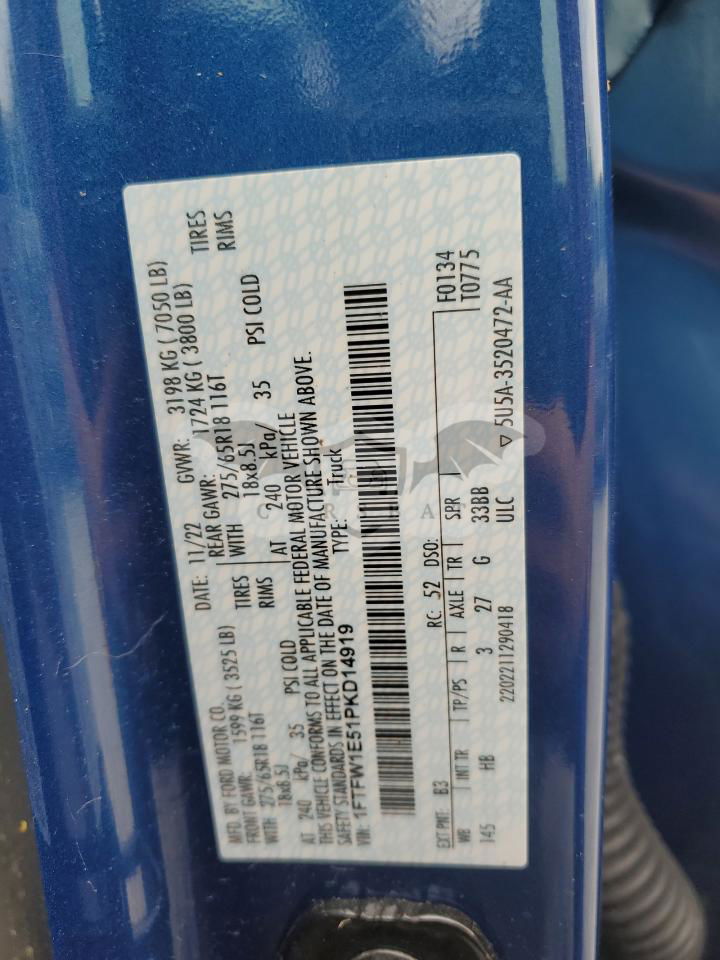 MFD. BY FORD MOTOR CO. DATE: 11/22 GVWR: 3198 KG ( 7050 LB)
FRONT GAWR: 1599 KG ( 3525 LB) REAR GAWR: 1724 KG ( 3800 LB)
WITH 275/65R18 116T TIRES WITH 275/65R18 116T TIRES
18x8.5J RIMS 18x8.5J RIMS
AT 240 kPa/ 35 PSI COLD AT 240 kPa/ 35 PSI COLD
THIS VEHICLE CONFORMS TO ALL APPLICABLE FEDERAL MOTOR VEHICLE
SAFETY STANDARDS IN EFFECT ON THE DATE OF MANUFACTURE SHOWN ABOVE.
VIN: 1FTFW1E51PKD14919 TYPE: Truck
EXT PNT: B3 RC: 52 DSO: F0134
WB INT TR TP/PS R AXLE TR SPR T0775
145 HB 3 27 G 33BB
2202211290418 ULC ▽ 5U5A-3520472-AA